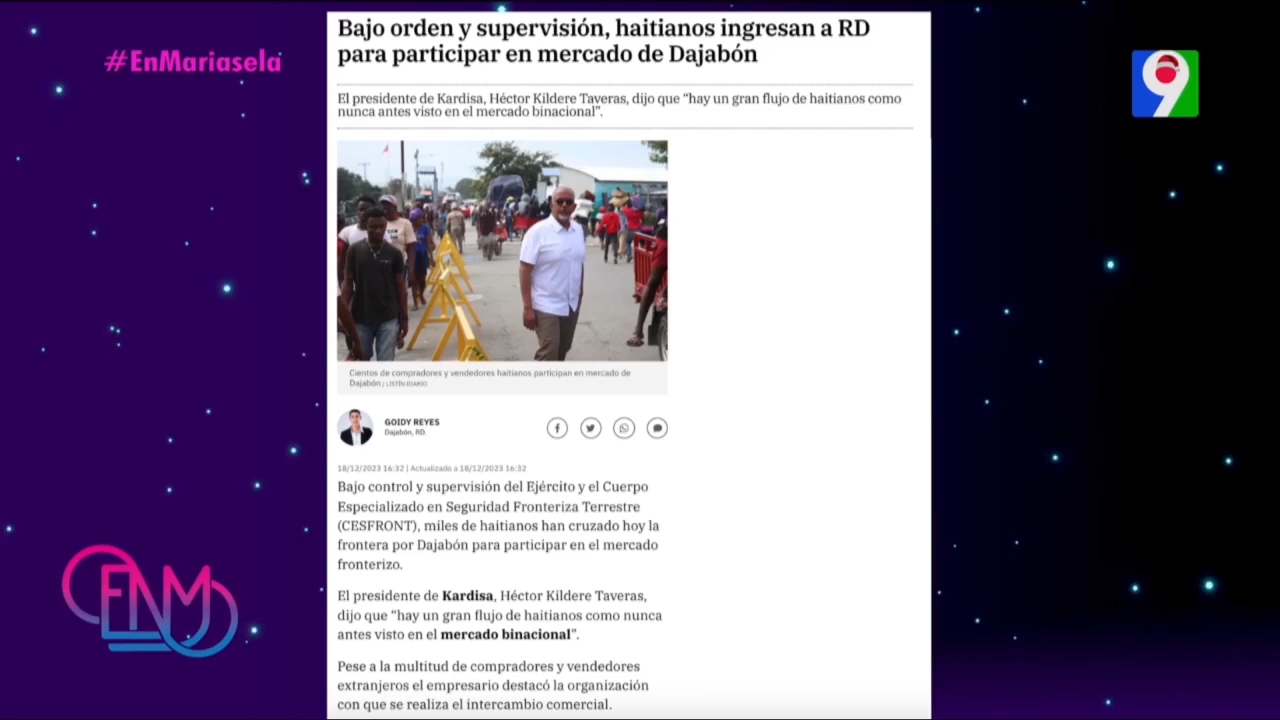 #EnMariasela
Bajo orden y supervisión, haitianos ingresan a RD
para participar en mercado de Dajabón
9
El presidente de Kardisa, Héctor Kildere Taveras, dijo que “hay un gran flujo de haitianos como
nunca antes visto en el mercado binacional”.
Cientos de compradores y vendedores haitianos participan en mercado de
Dajabón / LISTÍN DIARIO
GOIDY REYES
Dajabón, RD.
18/12/2023 16:32 | Actualizado a 18/12/2023 16:32
Bajo control y supervisión del Ejército y el Cuerpo
Especializado en Seguridad Fronteriza Terrestre
(CESFRONT), miles de haitianos han cruzado hoy la
frontera por Dajabón para participar en el mercado
fronterizo.
El presidente de Kardisa, Héctor Kildere Taveras,
dijo que “hay un gran flujo de haitianos como nunca
antes visto en el mercado binacional”.
Pese a la multitud de compradores y vendedores
extranjeros el empresario destacó la organización
con que se realiza el intercambio comercial.
ENM